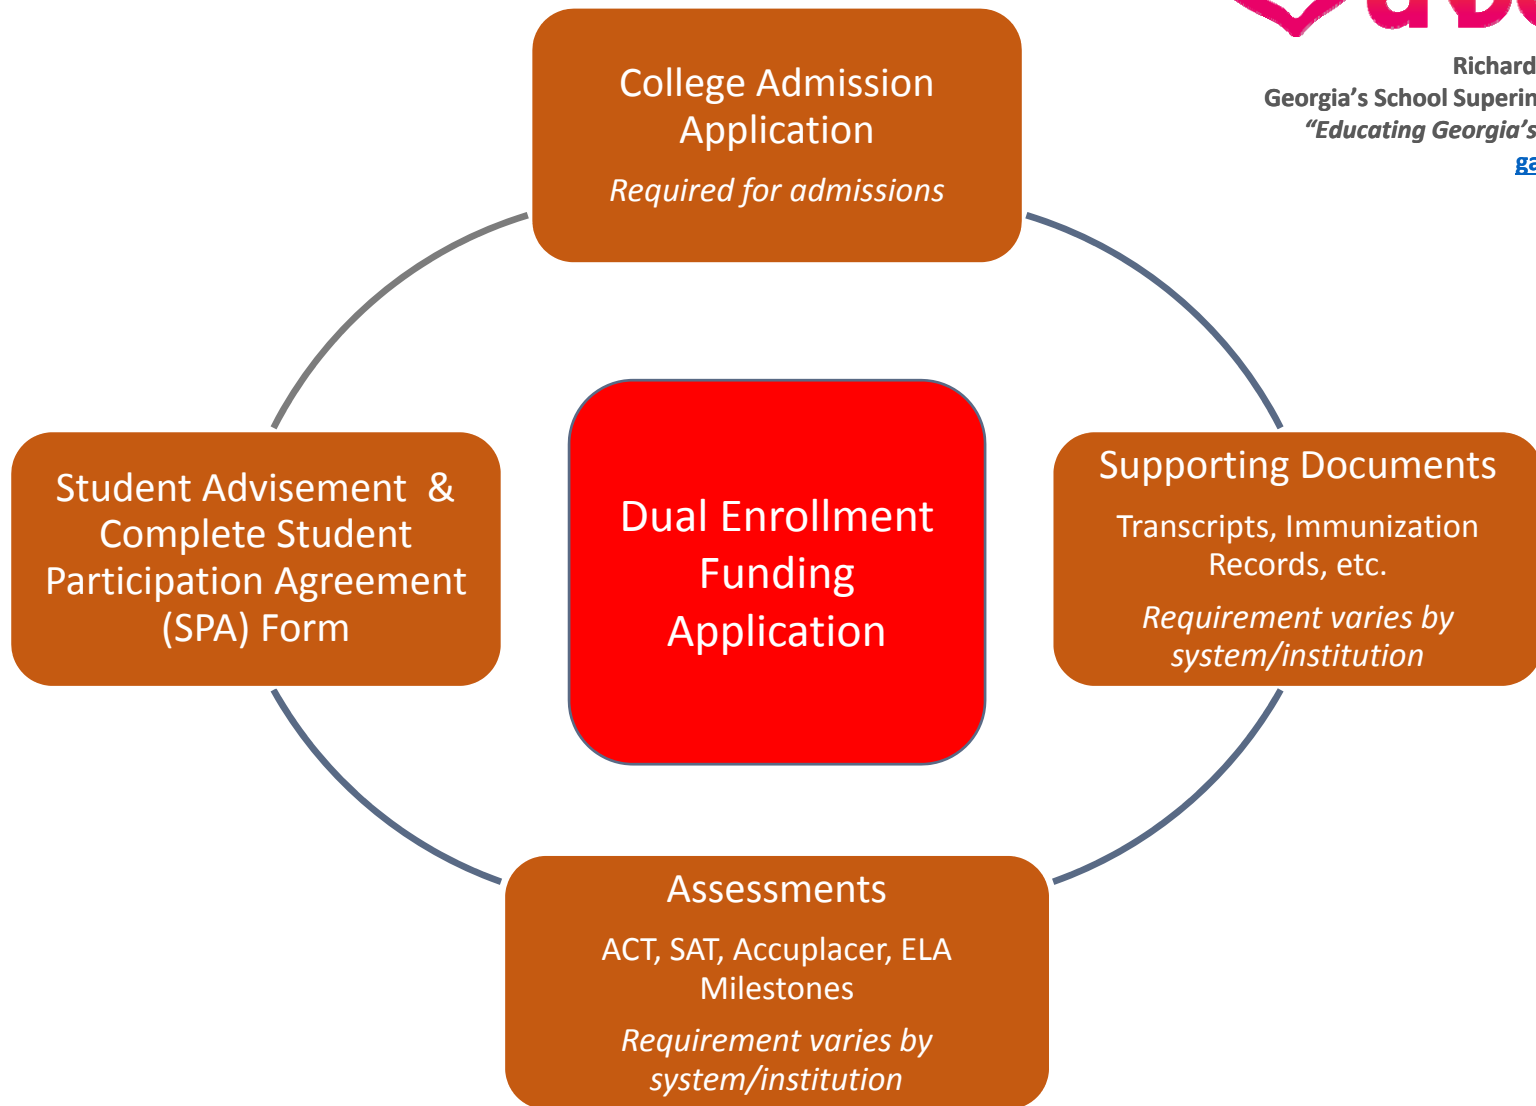 College Admission
Application
Required for admissions
Richard
Georgia's School
"Educating Georgia's
Supporting Documents
Transcripts, Immunization
Records, etc.
Requirement varies by
system/institution
Assessments
ACT, SAT, Accuplacer, ELA
Milestones
Requirement varies by
system/institution
Student Advisement &
Complete Student
Participation Agreement
(SPA) Form
Dual Enrollment
Funding
Application